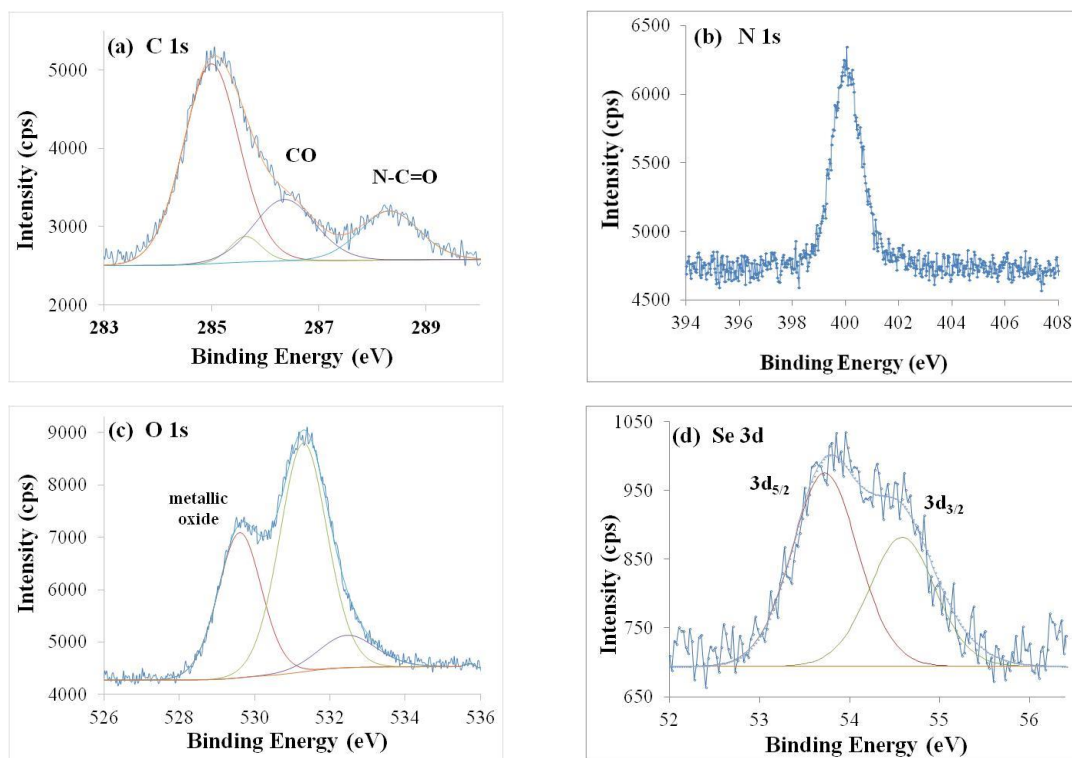 (a) C 1s
5000
4000
3000
2000
Intensity (cps)
CO
N-C=O
283 285 287 289
Binding Energy (eV)
(b) N 1s
6500
6000
5500
5000
4500
Intensity (cps)
394 396 398 400 402 404 406 408
Binding Energy (eV)
(c) O 1s
9000
8000
7000
6000
5000
4000
Intensity (cps)
metallic
oxide
526 528 530 532 534 536
Binding Energy (eV)
(d) Se 3d
1050
950
850
750
650
Intensity (cps)
3d5/2
3d3/2
52 53 54 55 56
Binding Energy (eV)